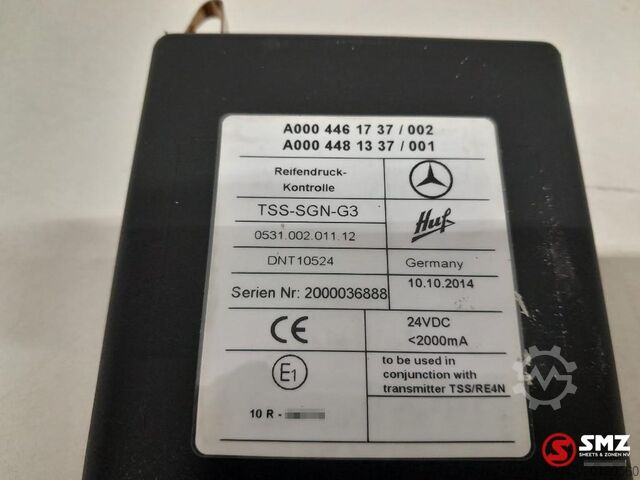 A000 446 17 37 / 002
A000 448 13 37 / 001
Reifendruck-
Kontrolle
TSS-SGN-G3
Huf
0531.002.011.12
DNT10524
Germany
Serien Nr: 2000036888
10.10.2014
CE
24VDC
<2000mA
E1
to be used in
conjunction with
transmitter TSS/RE4N
10 R -
SMZ
SHEETS & ZONEN NV